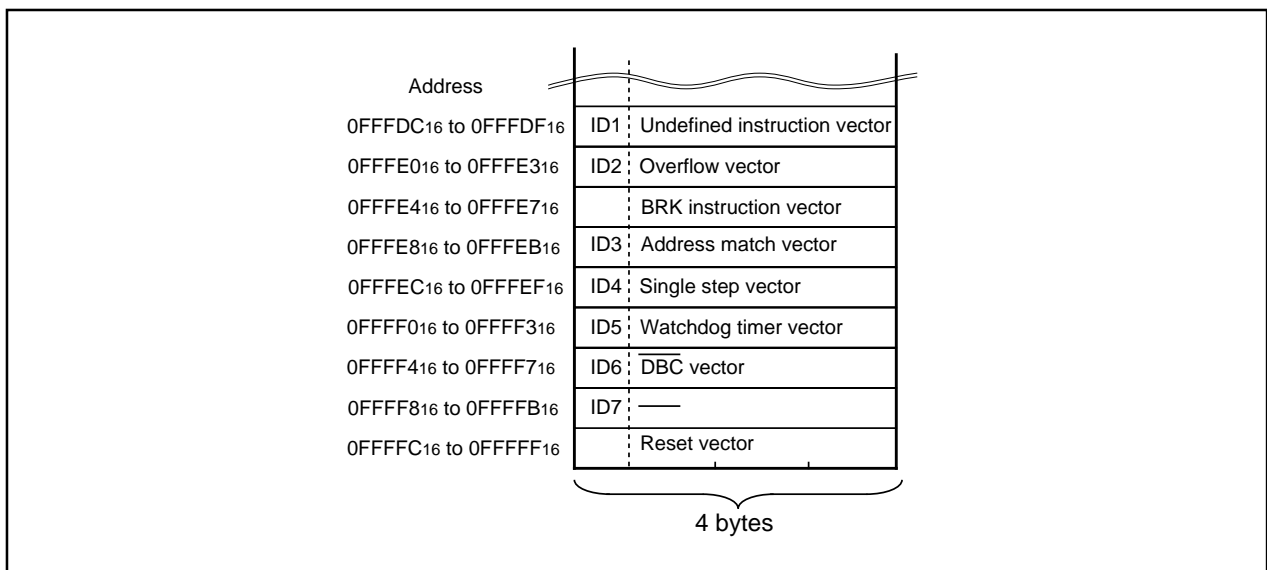 Address
0FFFDC16 to 0FFFDF16 ID1 Undefined instruction vector
0FFFE016 to 0FFFE316 ID2 Overflow vector
0FFFE416 to 0FFFE716 BRK instruction vector
0FFFE816 to 0FFFEB16 ID3 Address match vector
0FFFEC16 to 0FFFEF16 ID4 Single step vector
0FFFF016 to 0FFFF316 ID5 Watchdog timer vector
0FFFF416 to 0FFFF716 ID6 DBC vector
0FFFF816 to 0FFFFB16 ID7 —
0FFFFC16 to 0FFFFF16 Reset vector
4 bytes